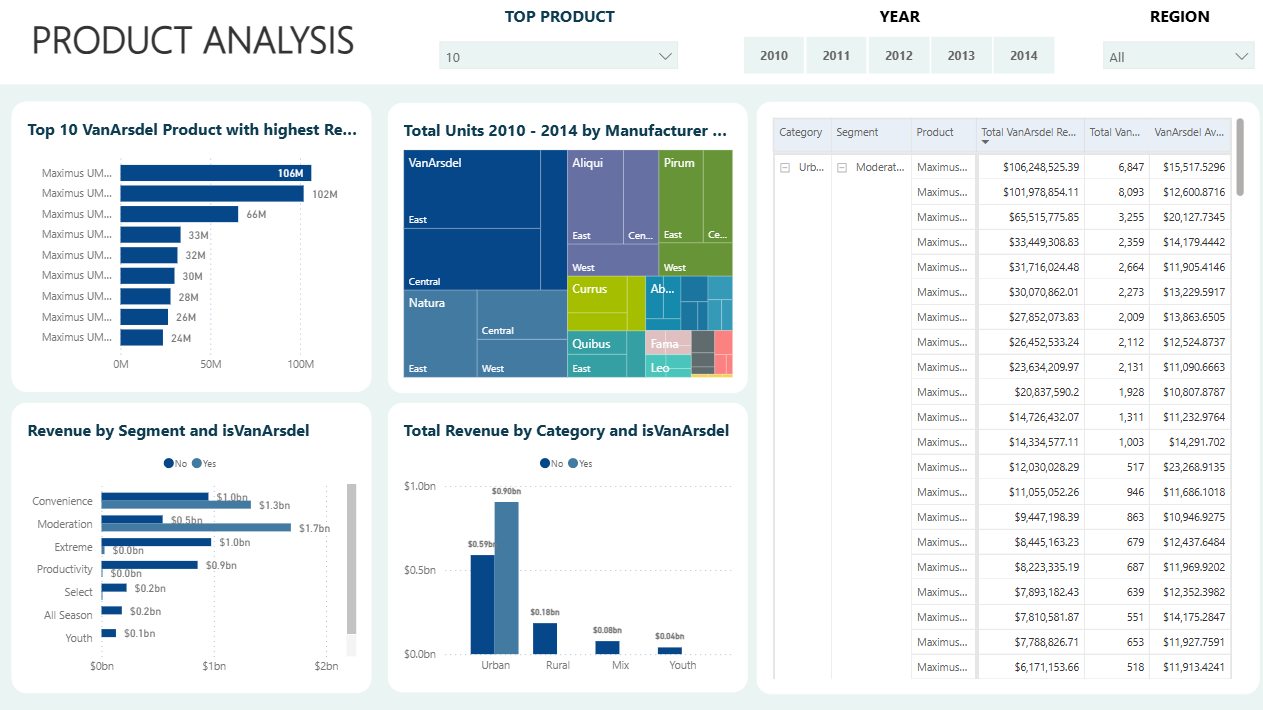 PRODUCT ANALYSIS
TOP PRODUCT
10
YEAR
2010 2011 2012 2013 2014
REGION
All
Top 10 VanArsdel Product with highest Re...
Maximus UM... 106M
Maximus UM... 102M
Maximus UM... 66M
Maximus UM... 33M
Maximus UM... 32M
Maximus UM... 30M
Maximus UM... 28M
Maximus UM... 26M
Maximus UM... 24M
0M 50M 100M
Total Units 2010 - 2014 by Manufacturer ...
VanArsdel
East
Central
Natura
East
Central
West
Aliqui
East
Cen...
West
Pirum
East
Ce...
West
Currus
Quibus
East
Ab...
Fama
Leo
Revenue by Segment and isVanArsdel
No Yes
Convenience $1.0bn $1.3bn
Moderation $0.5bn $1.7bn
Extreme $1.0bn $0.0bn
Productivity $0.9bn $0.0bn
Select $0.2bn
All Season $0.2bn
Youth $0.1bn
$0bn $1bn $2bn
Total Revenue by Category and isVanArsdel
No Yes
$1.0bn
$0.5bn
$0.0bn
$0.59bn $0.90bn $0.18bn $0.08bn $0.04bn
Urban Rural Mix Youth
Category Segment Product Total VanArsdel Re... Total Van... VanArsdel Av...
Urb... Moderat... Maximus... $106,248,525.39 6,847 $15,517.5296
Maximus... $101,978,854.11 8,093 $12,600.8716
Maximus... $65,515,775.85 3,255 $20,127.7345
Maximus... $33,449,308.83 2,359 $14,179.4442
Maximus... $31,716,024.48 2,664 $11,905.4146
Maximus... $30,070,862.01 2,273 $13,229.5917
Maximus... $27,852,073.83 2,009 $13,863.6505
Maximus... $26,452,533.24 2,112 $12,524.8737
Maximus... $23,634,209.97 2,131 $11,090.6663
Maximus... $20,837,590.2 1,928 $10,807.8787
Maximus... $14,726,432.07 1,311 $11,232.9764
Maximus... $14,334,577.11 1,003 $14,291.702
Maximus... $12,030,028.29 517 $23,268.9135
Maximus... $11,055,052.26 946 $11,686.1018
Maximus... $9,447,198.39 863 $10,946.9275
Maximus... $8,445,163.23 679 $12,437.6484
Maximus... $8,223,335.19 687 $11,969.9202
Maximus... $7,893,182.43 639 $12,352.3982
Maximus... $7,810,581.87 551 $14,175.2847
Maximus... $7,788,826.71 653 $11,927.7591
Maximus... $6,171,153.66 518 $11,913.4241